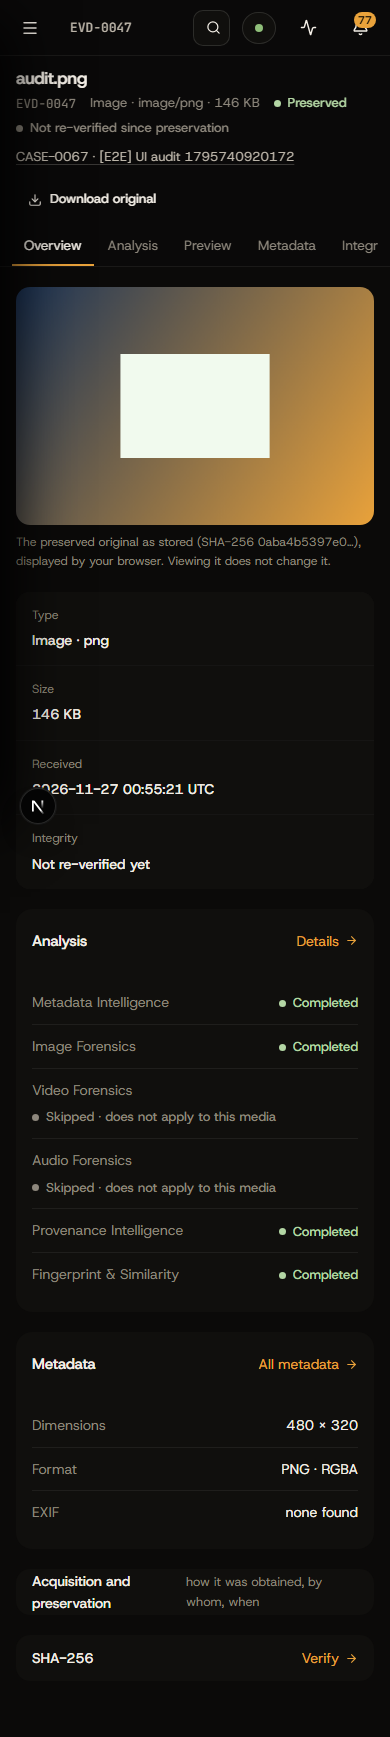 EVD-0047
77
audit.png
EVD-0047 Image · image/png · 146 KB Preserved
Not re-verified since preservation
CASE-0067 · [E2E] UI audit 1795740920172
Download original
Overview Analysis Preview Metadata Integr
The preserved original as stored (SHA-256 0aba4b5397e0…),
displayed by your browser. Viewing it does not change it.
Type
Image · png
Size
146 KB
Received
2026-11-27 00:55:21 UTC
N
Integrity
Not re-verified yet
Analysis Details →
Metadata Intelligence Completed
Image Forensics Completed
Video Forensics
Skipped · does not apply to this media
Audio Forensics
Skipped · does not apply to this media
Provenance Intelligence Completed
Fingerprint & Similarity Completed
Metadata All metadata →
Dimensions 480 × 320
Format PNG · RGBA
EXIF none found
Acquisition and how it was obtained, by
preservation whom, when
SHA-256 Verify →